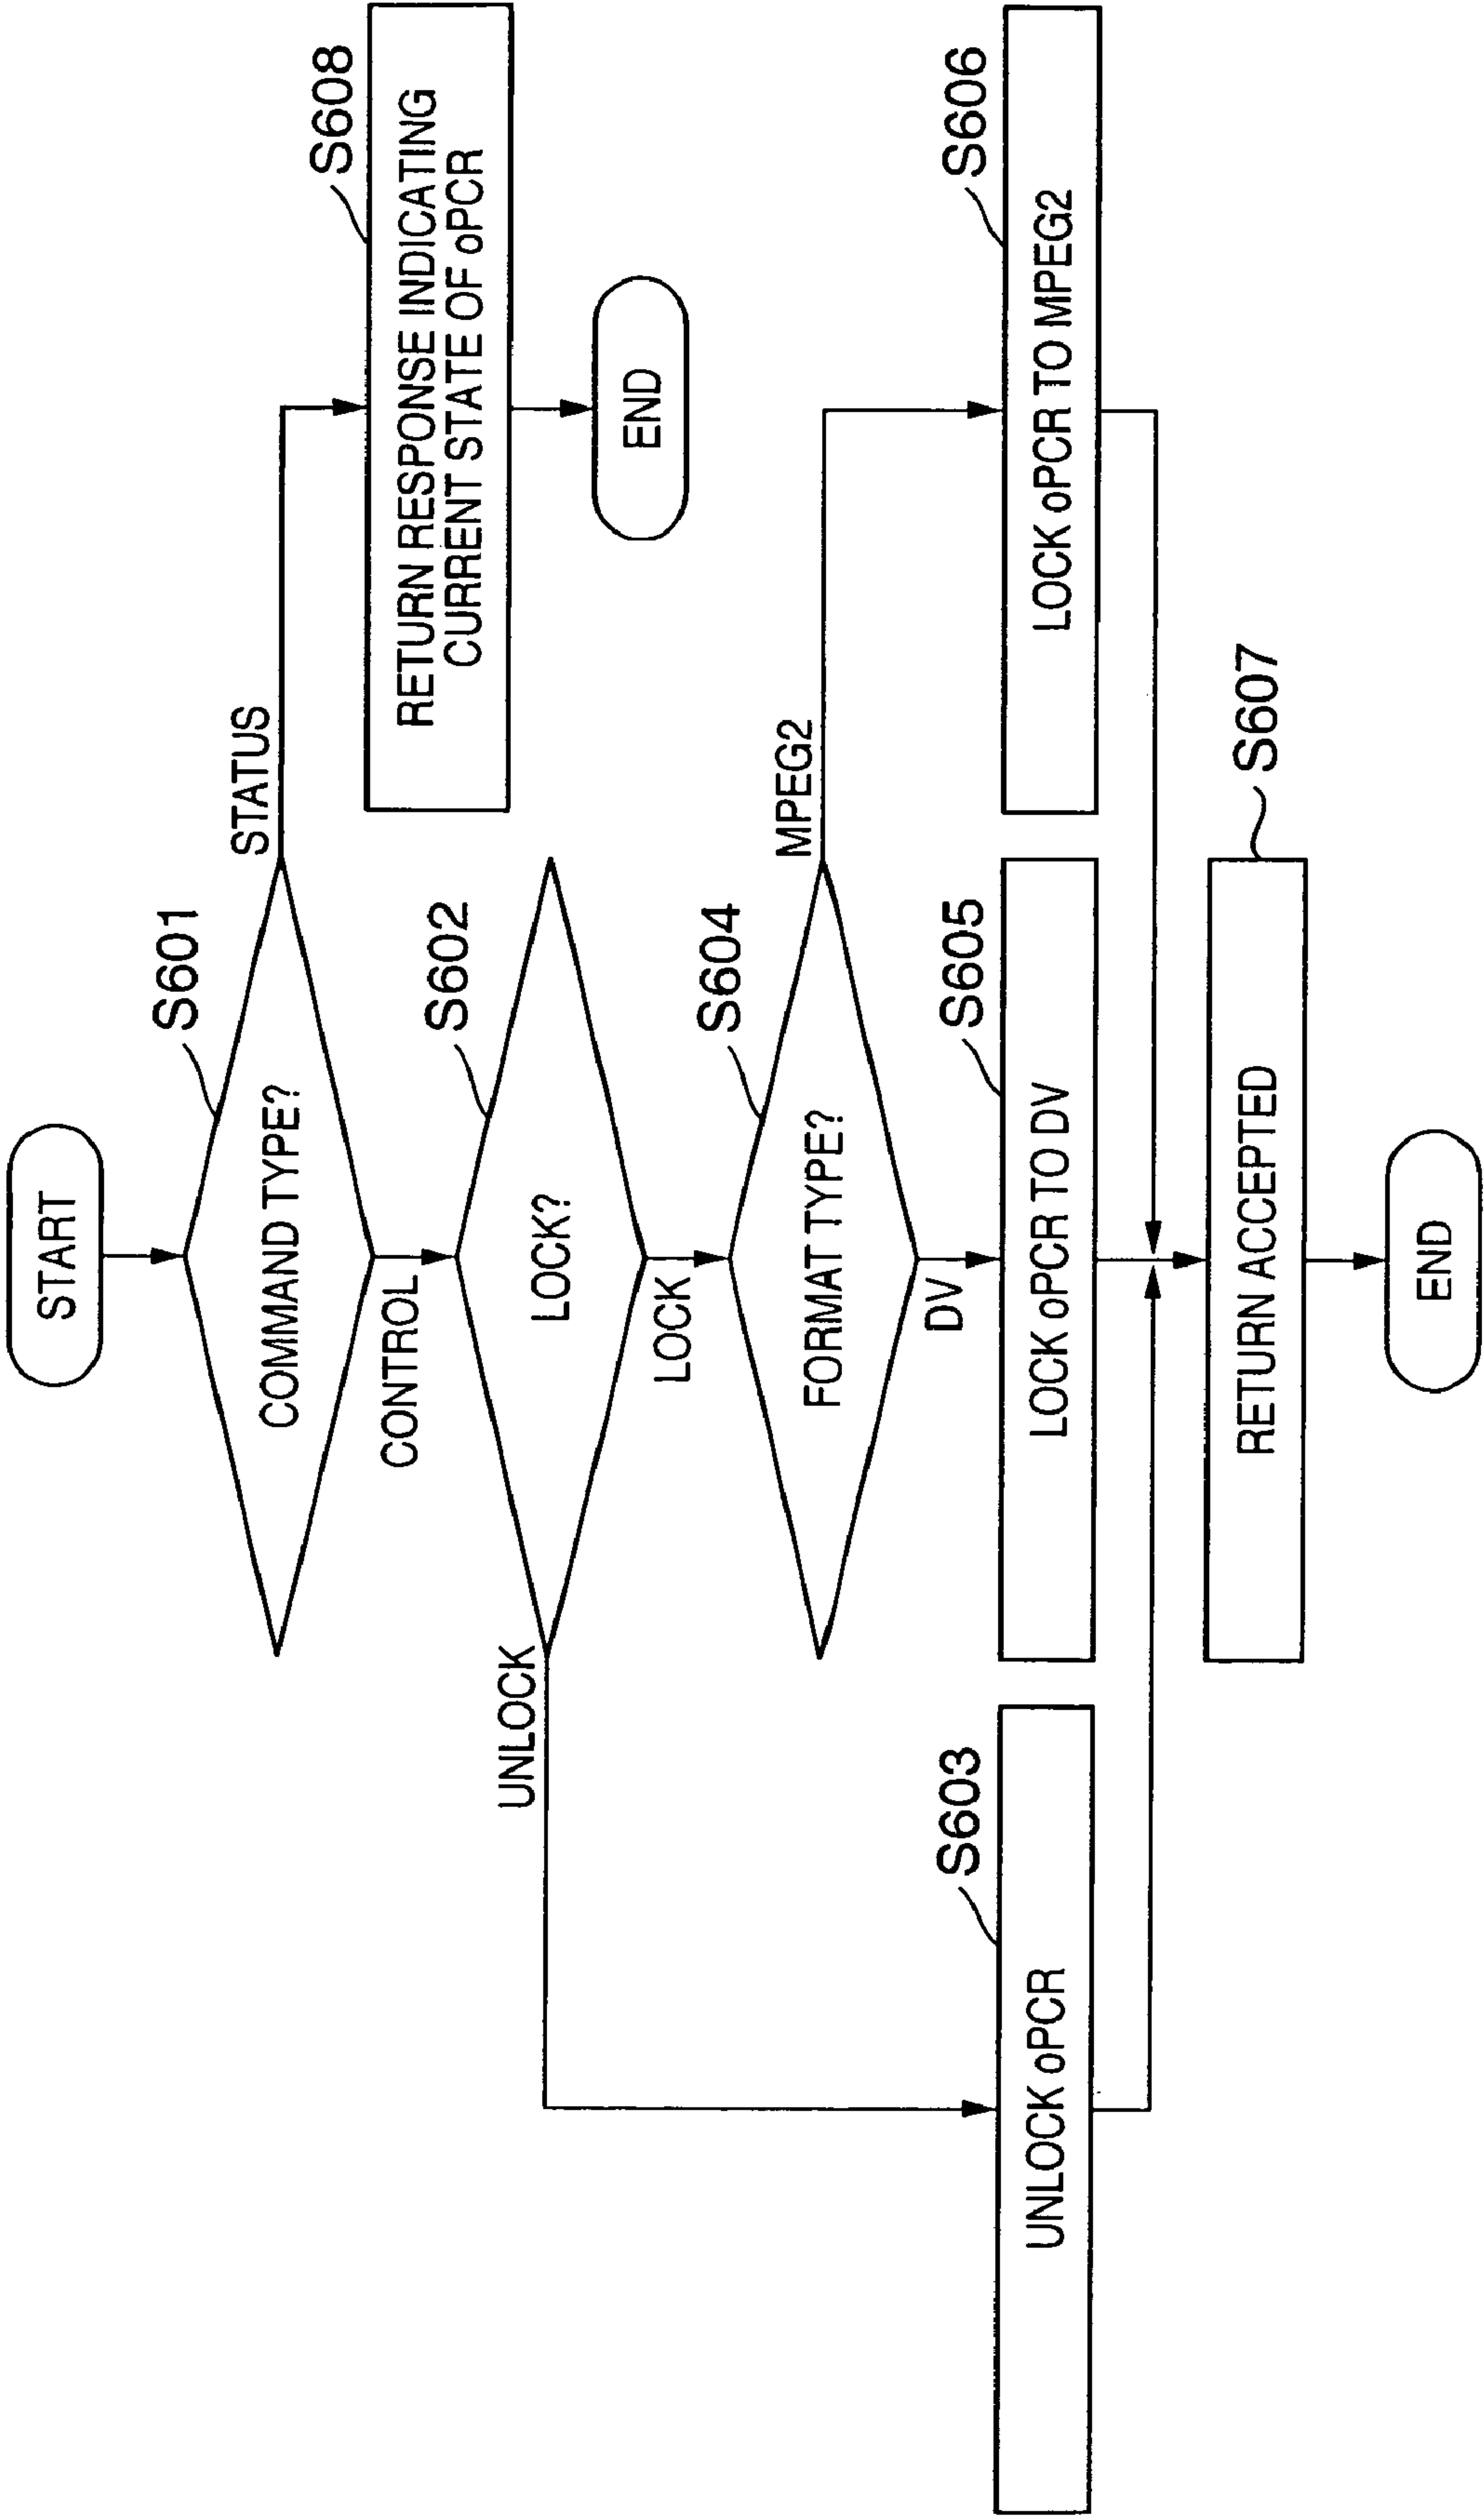 START
S601
COMMAND TYPE?
STATUS
S608
RETURN RESPONSE INDICATING
CURRENT STATE OF oPCR
END
CONTROL
S602
LOCK?
UNLOCK
LOCK
S604
FORMAT TYPE?
MPEG2
DV
S603
UNLOCK oPCR
S605
LOCK oPCR TO DV
S606
LOCK oPCR TO MPEG2
S607
RETURN ACCEPTED
END